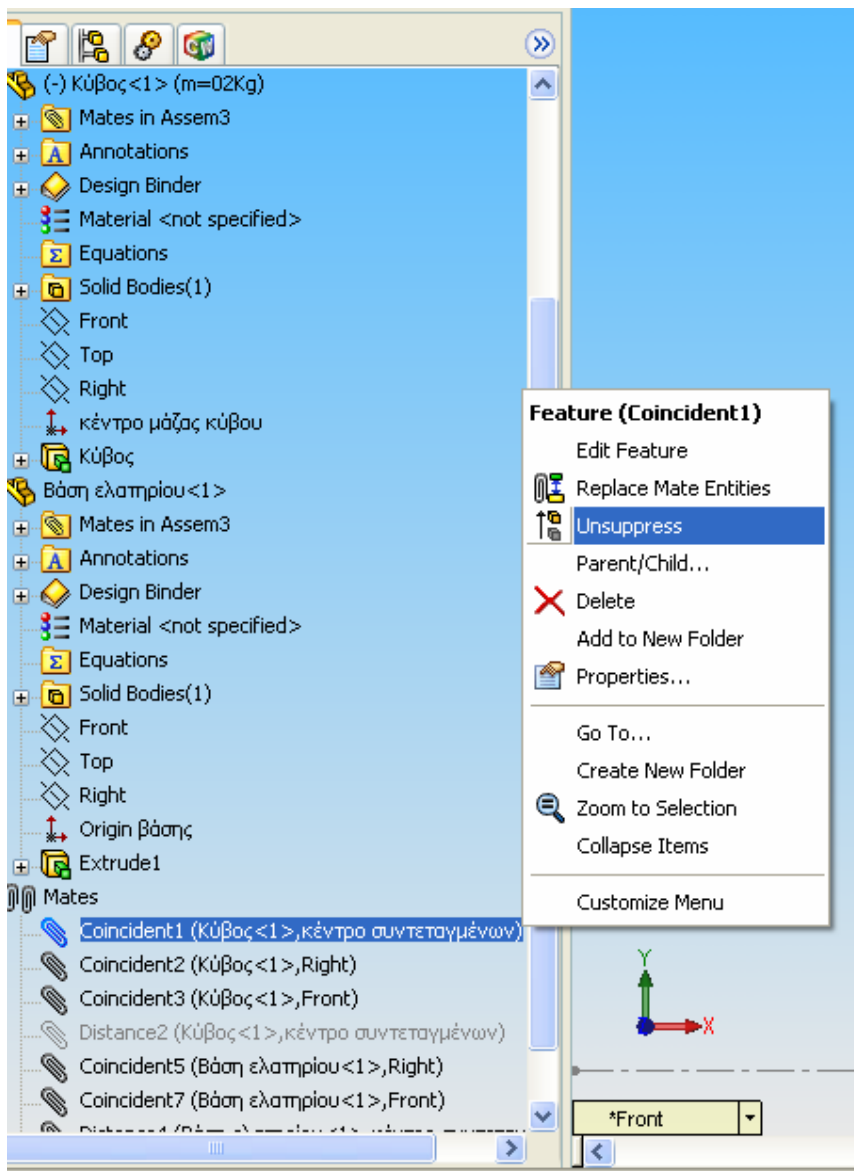 (-) Κύβος<1> (m=02Kg)
Mates in Assem3
Annotations
Design Binder
Material <not specified>
Equations
Solid Bodies(1)
Front
Top
Right
κέντρο μάζας κύβου
Κύβος
Βάση ελατηρίου<1>
Mates in Assem3
Annotations
Design Binder
Material <not specified>
Equations
Solid Bodies(1)
Front
Top
Right
Origin βάσης
Extrude1
Mates
Coincident1 (Κύβος<1>,κέντρο συντεταγμένων)
Coincident2 (Κύβος<1>,Right)
Coincident3 (Κύβος<1>,Front)
Distance2 (Κύβος<1>,κέντρο συντεταγμένων)
Coincident5 (Βάση ελατηρίου<1>,Right)
Coincident7 (Βάση ελατηρίου<1>,Front)
Feature (Coincident1)
Edit Feature
Replace Mate Entities
Unsuppress
Parent/Child...
Delete
Add to New Folder
Properties...
Go To...
Create New Folder
Zoom to Selection
Collapse Items
Customize Menu
Y
X
*Front